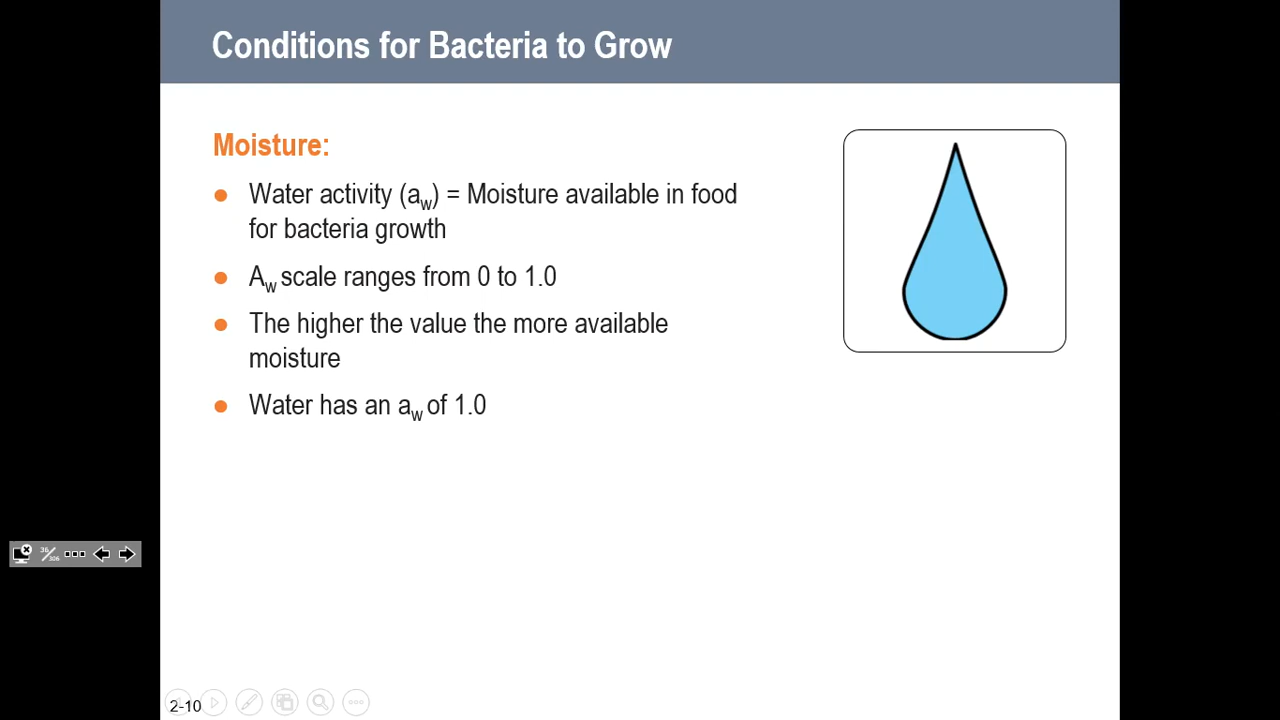 Conditions for Bacteria to Grow
Moisture:
Water activity (aw) = Moisture available in food
for bacteria growth
Aw scale ranges from 0 to 1.0
The higher the value the more available
moisture
Water has an aw of 1.0
36/306
2-10